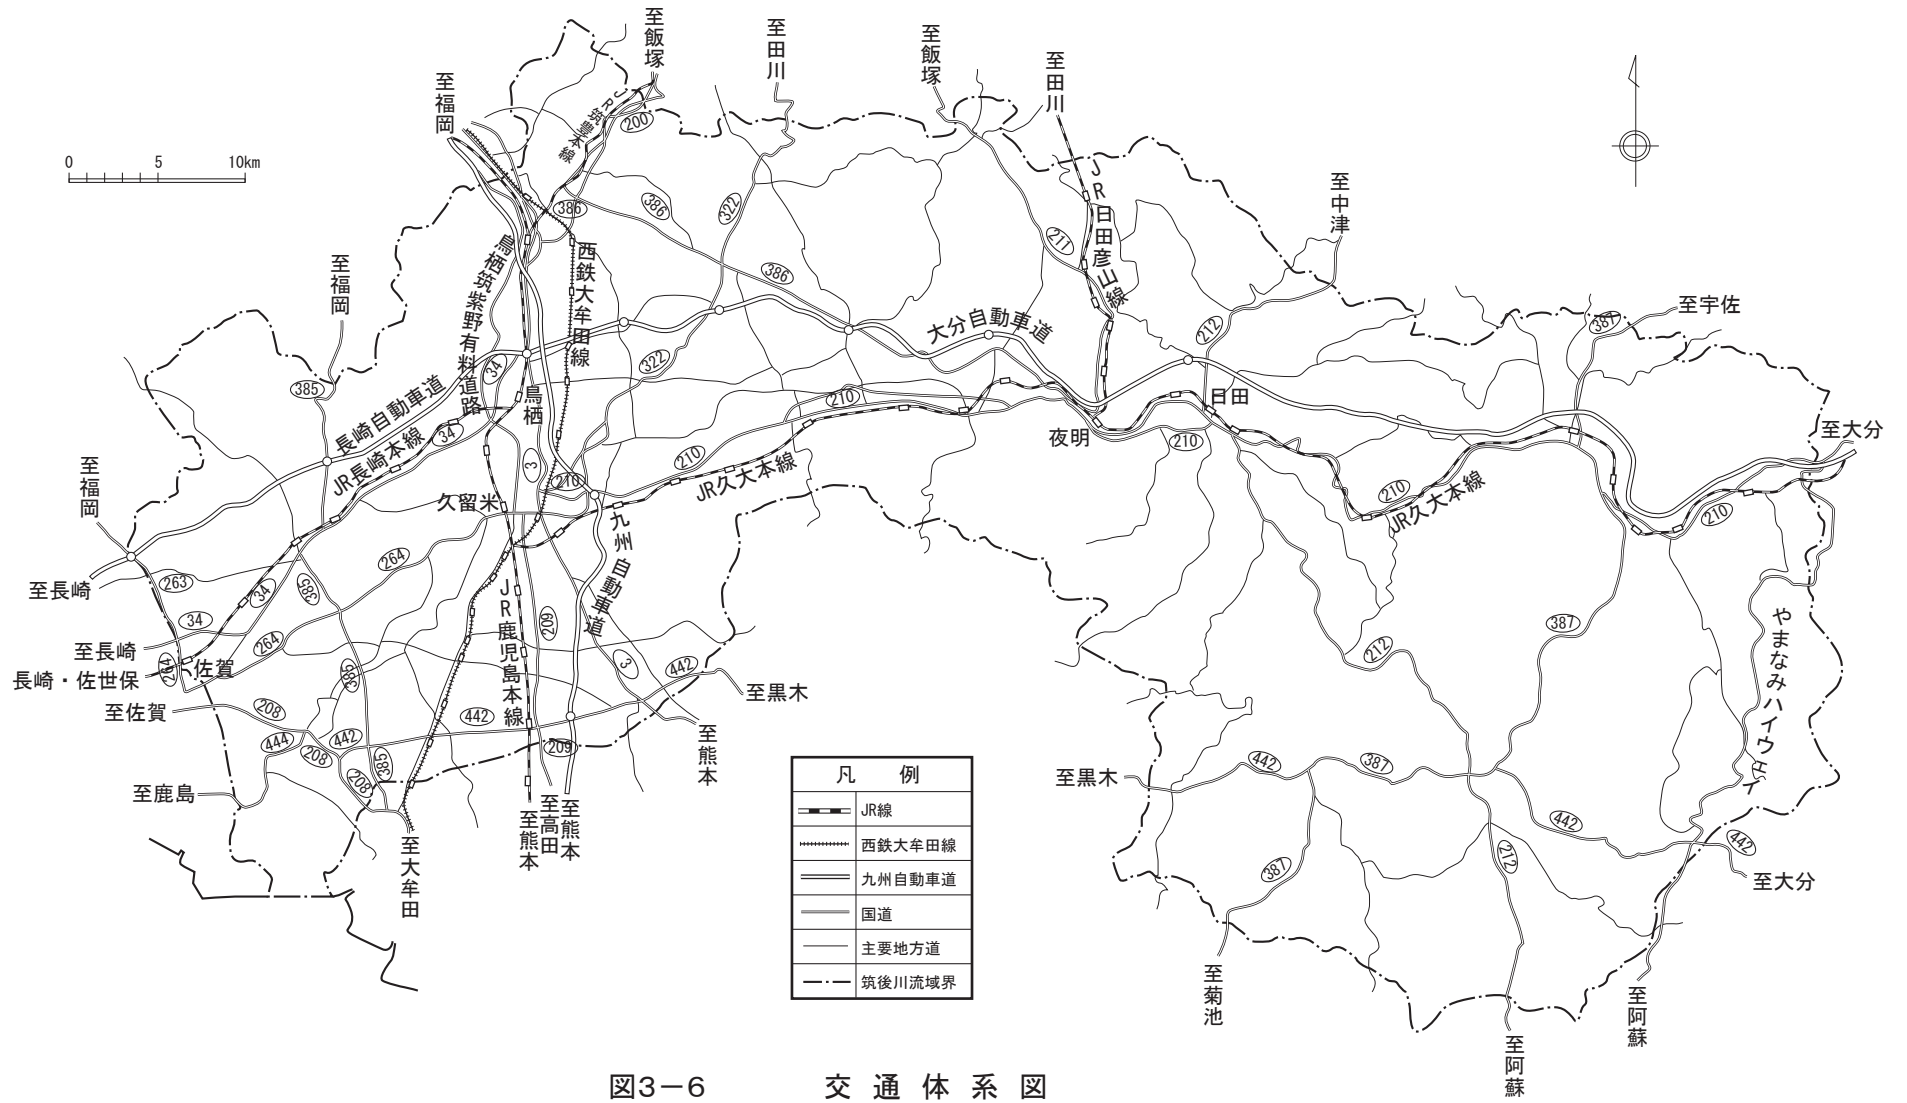 至飯塚
至田川
至飯塚
至田川
至福岡
JR筑豊本線
200
0 5 10km
386
386
322
211
JR日田彦山線
至中津
至福岡
鳥栖筑紫野有料道路
西鉄大牟田線
386
大分自動車道
212
387
至宇佐
385
長崎自動車道
34
鳥栖
322
210
日田
至大分
JR長崎本線
34
3
210
210
JR久大本線
夜明
210
210
JR久大本線
210
至福岡
久留米
九州自動車道
264
263
至長崎
34
385
34
264
JR鹿児島本線
209
3
387
212
やまなみハイウェイ
至長崎
264
佐賀
長崎・佐世保
385
442
至黒木
至佐賀
208
442
444
208
442
385
209
至熊本
至鹿島
208
至大牟田
至熊本
至高田
至熊本
至黒木
442
387
442
442
至大分
212
387
至菊池
至阿蘇
至阿蘇
凡 例
JR線
西鉄大牟田線
九州自動車道
国道
主要地方道
筑後川流域界
図3－6 交通体系図